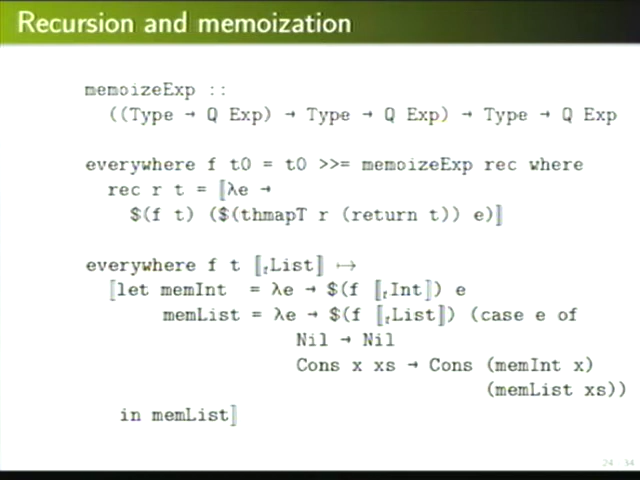 Recursion and memoization
memoizeExp ::
((Type → Q Exp) → Type → Q Exp) → Type → Q Exp
everywhere f t0 = t0 >>= memoizeExp rec where
rec r t = ⟦λe →
$(f t) ($(thmapT r (return t)) e)⟧
everywhere f t ⟦ₜList⟧ ↦
⟦let memInt = λe → $(f ⟦ₜInt⟧) e
memList = λe → $(f ⟦ₜList⟧) (case e of
Nil → Nil
Cons x xs → Cons (memInt x)
(memList xs))
in memList⟧
24 34